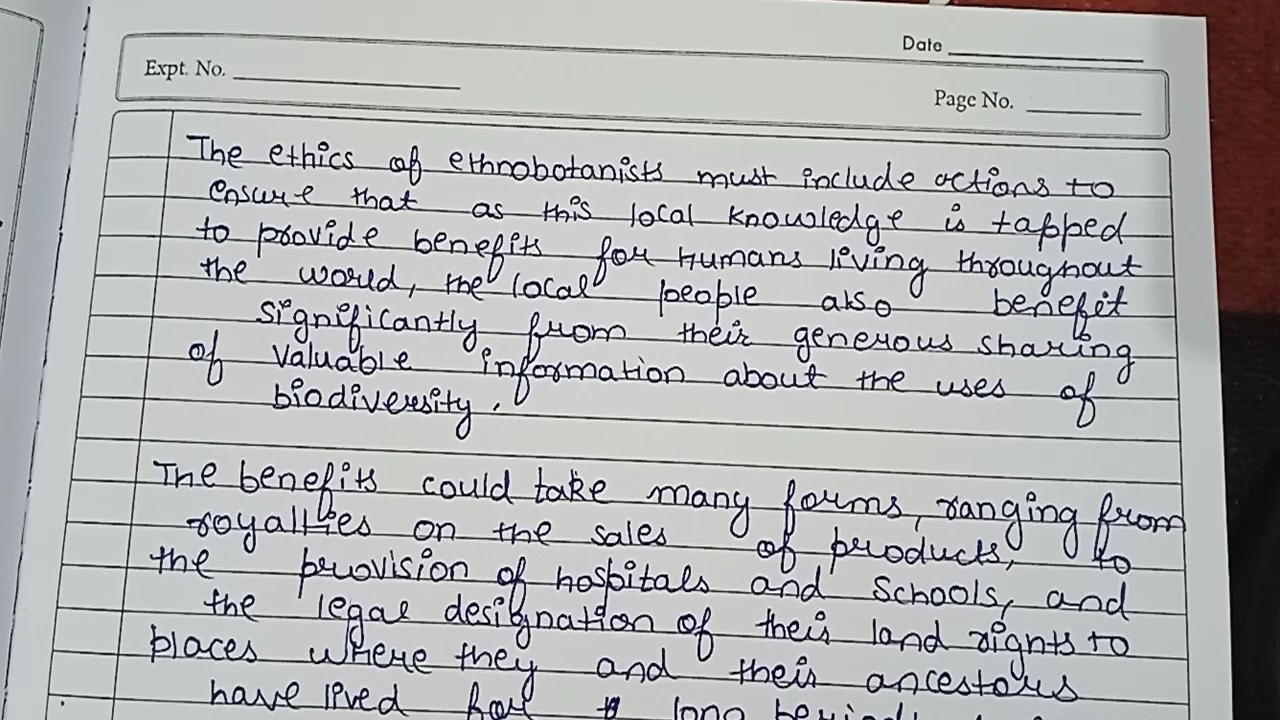 Date
Expt. No.
Page No.
The ethics of ethnobotanists must include actions to
ensure that as this local knowledge is tapped
to provide benefits for humans living throughout
the world, the local people also benefit
significantly from their generous sharing
of valuable information about the uses of
biodiversity.
The benefits could take many forms, ranging from
royalties on the sales of products, to
the provision of hospitals and schools, and
the legal designation of their land rights to
places where they and their ancestors
have lived for long